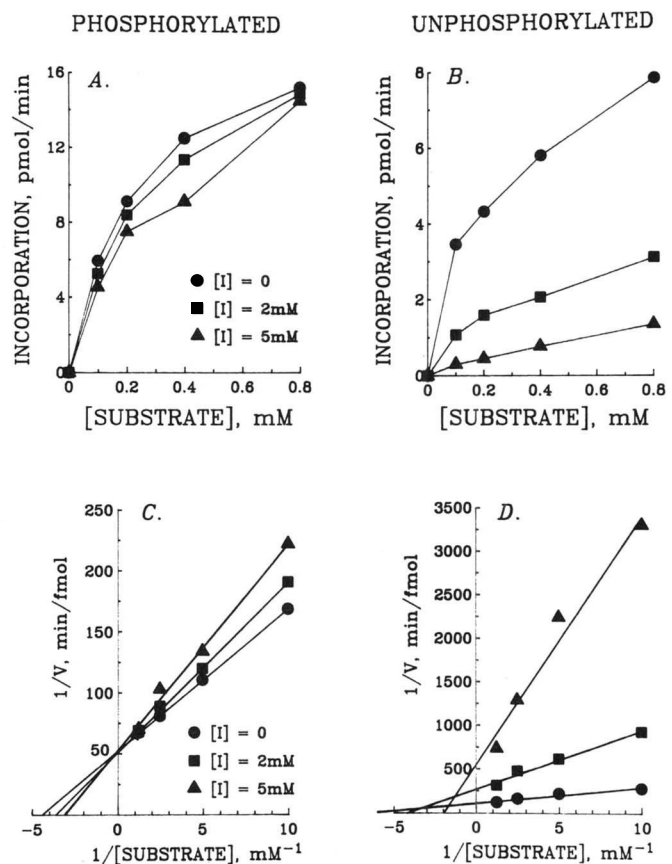 PHOSPHORYLATED
UNPHOSPHORYLATED
A.
16
12
8
4
0
INCORPORATION, pmol/min
[I] = 0
[I] = 2mM
[I] = 5mM
0 0.2 0.4 0.6 0.8
[SUBSTRATE], mM
B.
8
6
4
2
0
INCORPORATION, pmol/min
0 0.2 0.4 0.6 0.8
[SUBSTRATE], mM
C.
250
200
150
100
50
1/V, min/fmol
[I] = 0
[I] = 2mM
[I] = 5mM
−5 0 5 10
1/[SUBSTRATE], mM−1
D.
3500
3000
2500
2000
1500
1000
500
1/V, min/fmol
−5 0 5 10
1/[SUBSTRATE], mM−1